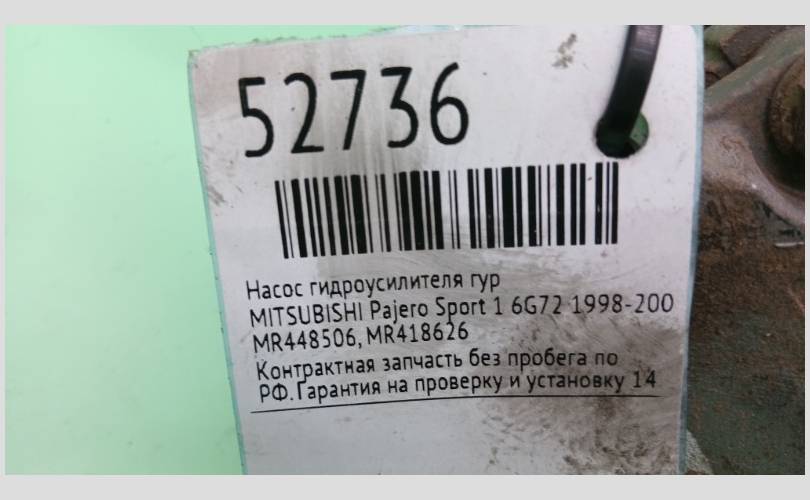 52736
Насос гидроусилителя гур
MITSUBISHI Pajero Sport 1 6G72 1998-200
MR448506, MR418626
Контрактная запчасть без пробега по
РФ. Гарантия на проверку и установку 14